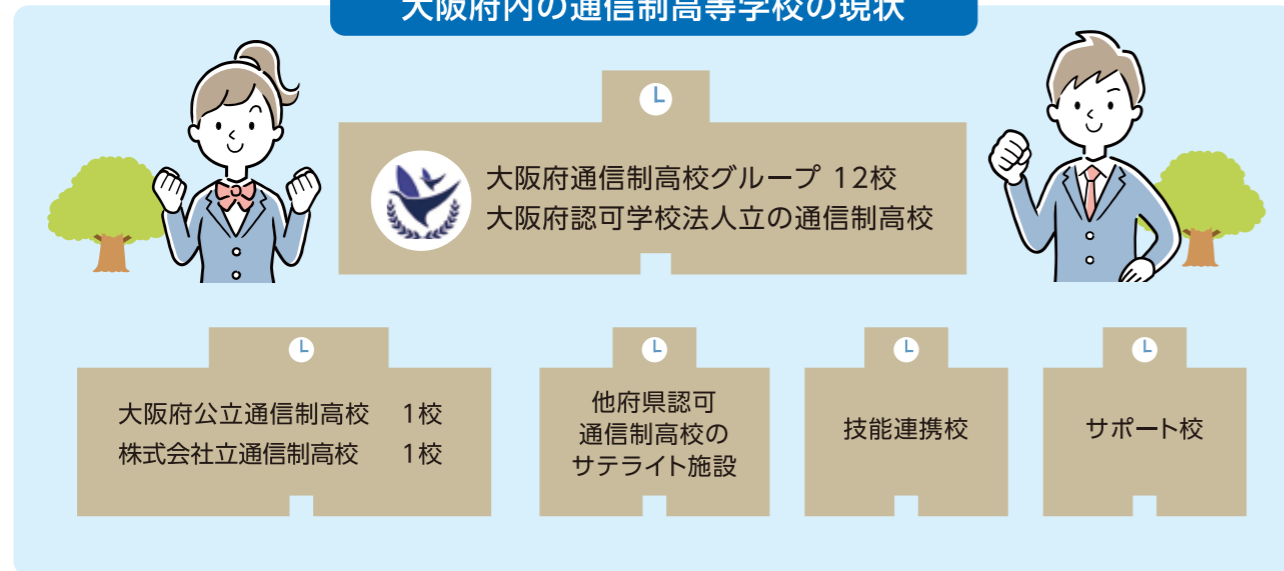 大阪府内の通信制高等学校の現状
大阪府通信制高校グループ 12校
大阪府認可学校法人立の通信制高校
大阪府公立通信制高校 1校
株式会社立通信制高校 1校
他府県認可
通信制高校の
サテライト施設
技能連携校
サポート校